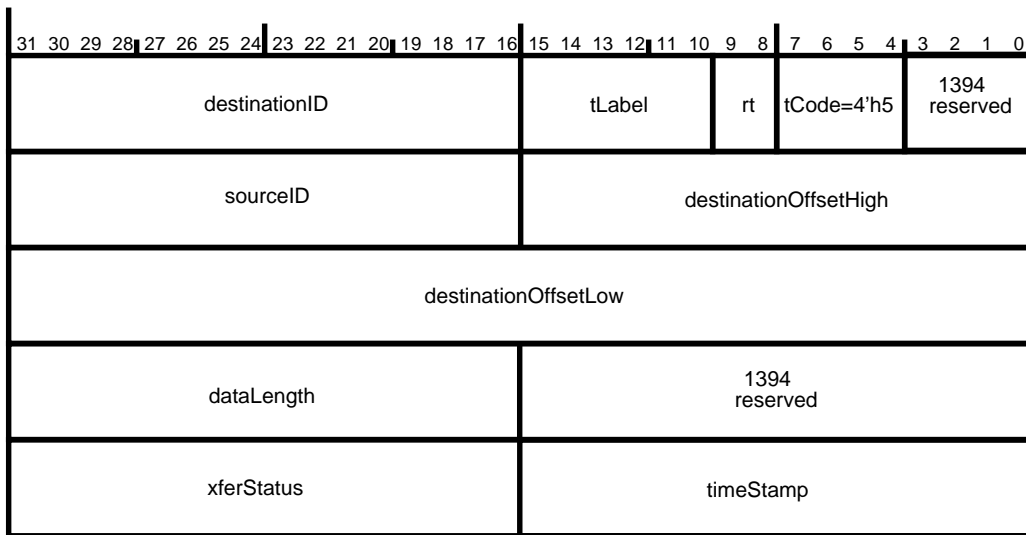 31 30 29 28 27 26 25 24 23 22 21 20 19 18 17 16 15 14 13 12 11 10 9 8 7 6 5 4 3 2 1 0
destinationID tLabel rt tCode=4'h5 1394
reserved
sourceID destinationOffsetHigh
destinationOffsetLow
dataLength 1394
reserved
xferStatus timeStamp